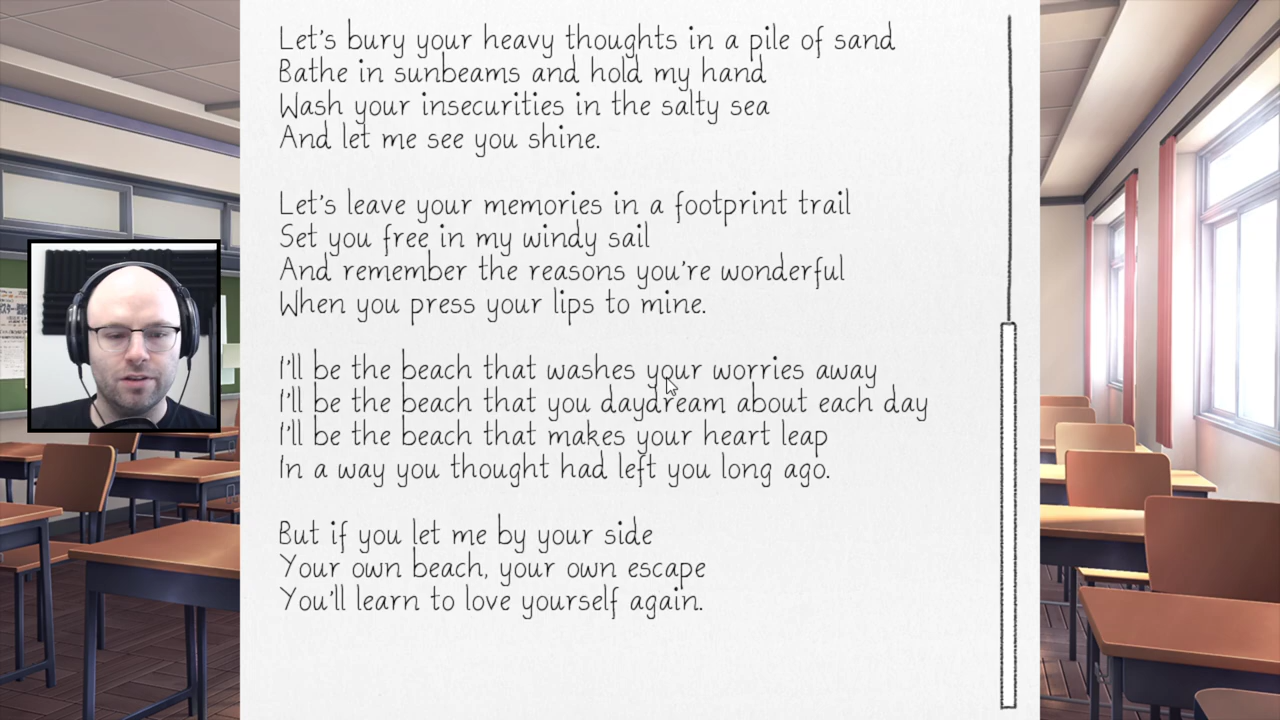 Let's bury your heavy thoughts in a pile of sand
Bathe in sunbeams and hold my hand
Wash your insecurities in the salty sea
And let me see you shine.
Let's leave your memories in a footprint trail
Set you free in my windy sail
And remember the reasons you're wonderful
When you press your lips to mine.
I'll be the beach that washes your worries away
I'll be the beach that you daydream about each day
I'll be the beach that makes your heart leap
In a way you thought had left you long ago.
But if you let me by your side
Your own beach, your own escape
You'll learn to love yourself again.